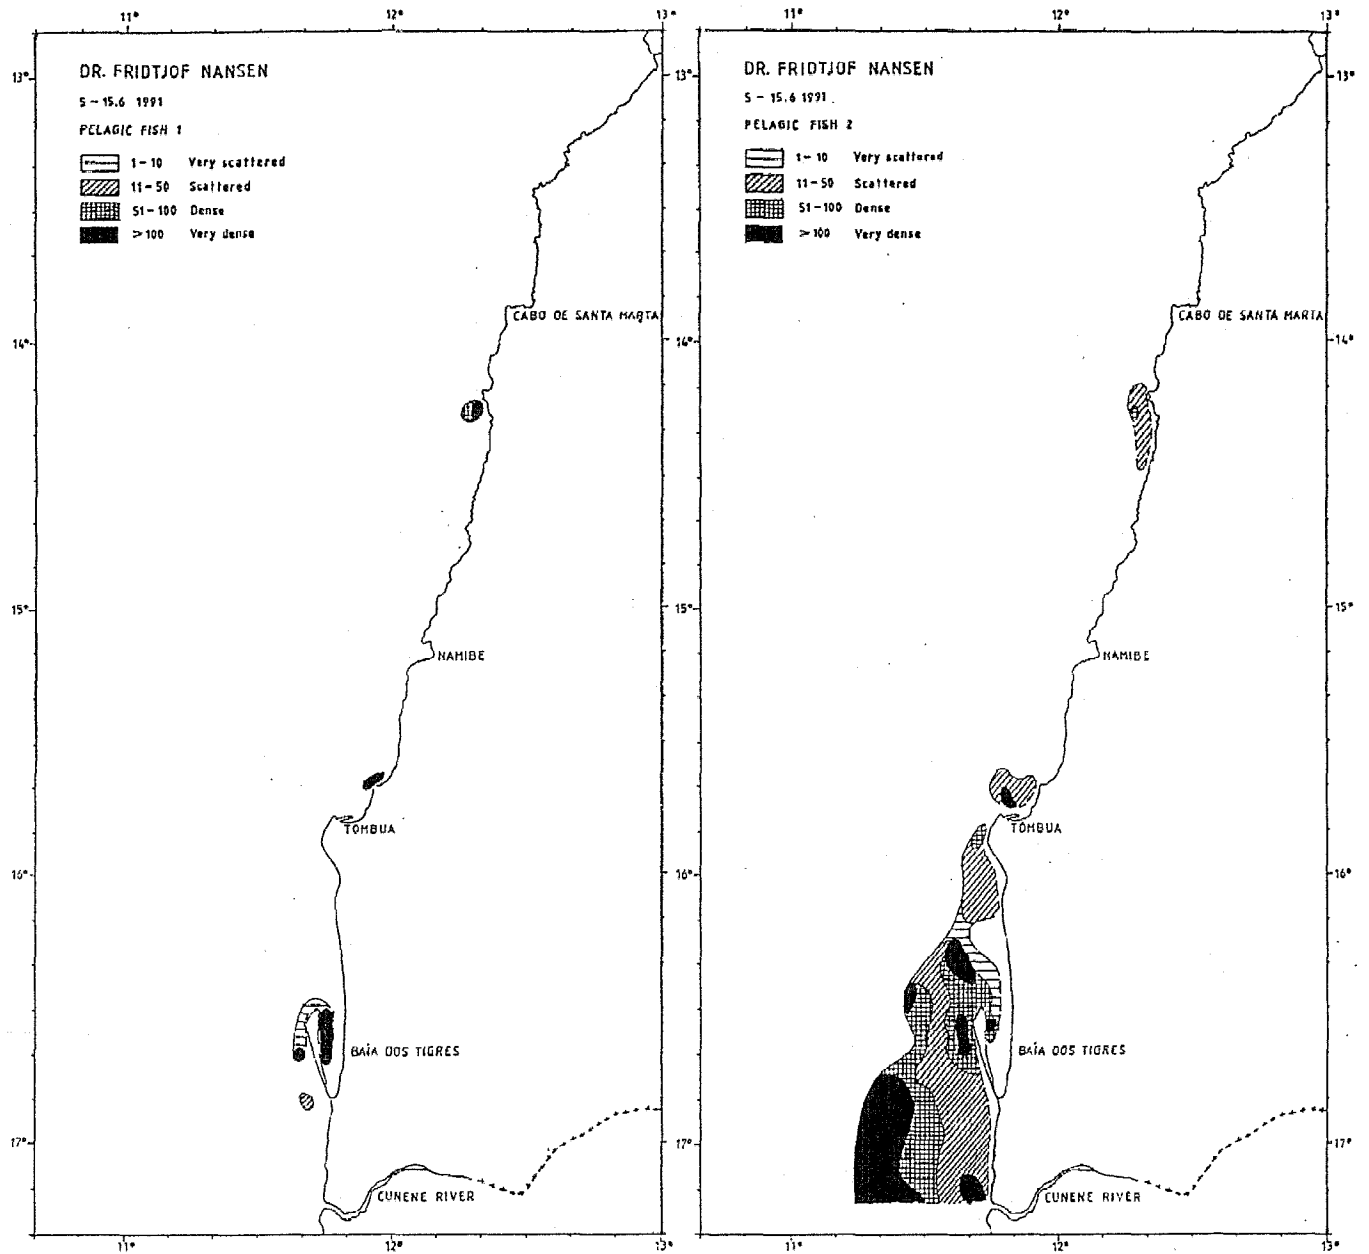 11° 12° 13°
DR. FRIDTJOF NANSEN
5 - 15.6 1991
PELAGIC FISH 1
1 - 10 Very scattered
11 - 50 Scattered
51 - 100 Dense
> 100 Very dense
13°
CABO DE SANTA MARTA
14°
15°
NAMIBE
TOMBUA
16°
BAÍA DOS TIGRES
17°
CUNENE RIVER
11° 12° 13°
11° 12° 13°
DR. FRIDTJOF NANSEN
5 - 15.6 1991
PELAGIC FISH 2
1 - 10 Very scattered
11 - 50 Scattered
51 - 100 Dense
> 100 Very dense
13°
CABO DE SANTA MARTA
14° 14°
15° 15°
NAMIBE
TOMBUA
16° 16°
BAÍA DOS TIGRES
17° 17°
CUNENE RIVER
11° 12° 13°